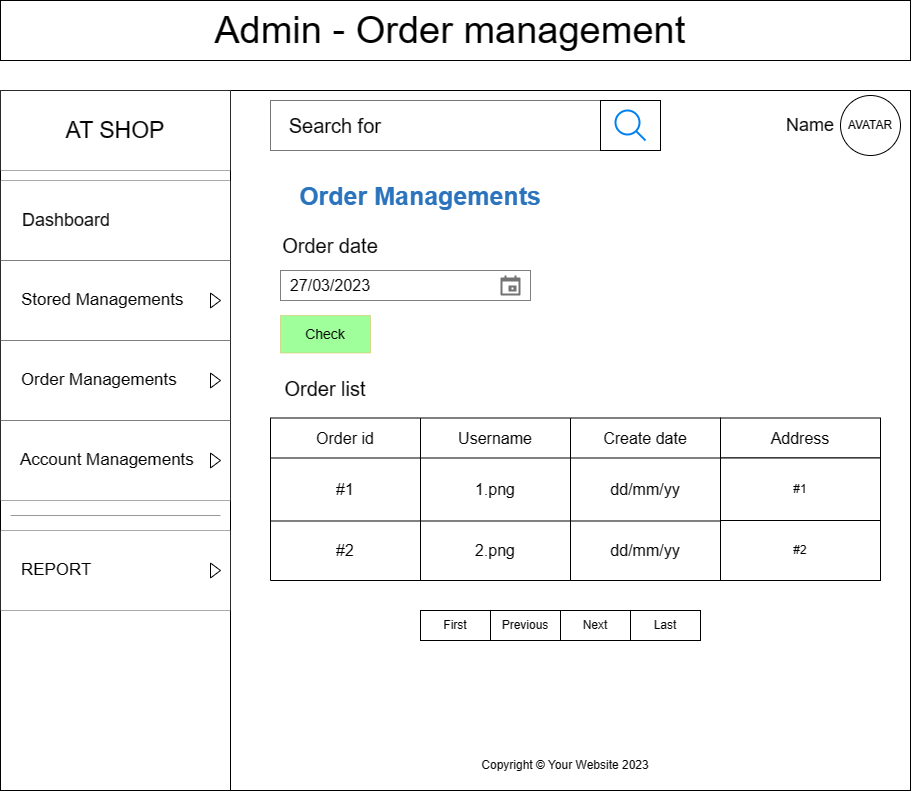 Admin - Order management
AT SHOP
Search for
Name
AVATAR
Dashboard
Stored Managements
Order Managements
Account Managements
REPORT
Order Managements
Order date
27/03/2023
Check
Order list
Order id Username Create date Address
#1 1.png dd/mm/yy #1
#2 2.png dd/mm/yy #2
First Previous Next Last
Copyright © Your Website 2023